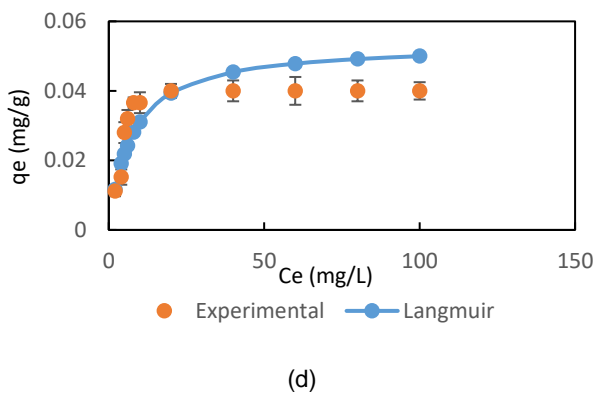 0.06
0.04
0.02
0
qe (mg/g)
0 50 100 150
Ce (mg/L)
Experimental Langmuir
(d)